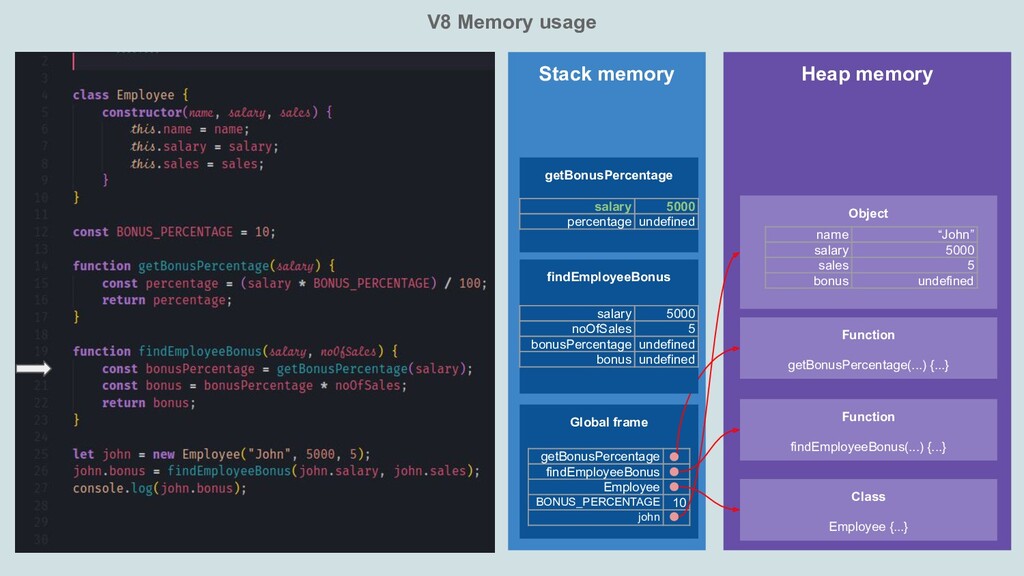 V8 Memory usage
2
3
4 class Employee {
5 constructor(name, salary, sales) {
6 this.name = name;
7 this.salary = salary;
8 this.sales = sales;
9 }
10 }
11
12 const BONUS_PERCENTAGE = 10;
13
14 function getBonusPercentage(salary) {
15 const percentage = (salary * BONUS_PERCENTAGE) / 100;
16 return percentage;
17 }
18
19 function findEmployeeBonus(salary, noOfSales) {
const bonusPercentage = getBonusPercentage(salary);
21 const bonus = bonusPercentage * noOfSales;
22 return bonus;
23 }
24
25 let john = new Employee("John", 5000, 5);
26 john.bonus = findEmployeeBonus(john.salary, john.sales);
27 console.log(john.bonus);
28
29
30
Stack memory
getBonusPercentage
salary 5000
percentage undefined
findEmployeeBonus
salary 5000
noOfSales 5
bonusPercentage undefined
bonus undefined
Global frame
getBonusPercentage
findEmployeeBonus
Employee
BONUS_PERCENTAGE 10
john
Heap memory
Object
name “John”
salary 5000
sales 5
bonus undefined
Function
getBonusPercentage(...) {...}
Function
findEmployeeBonus(...) {...}
Class
Employee {...}